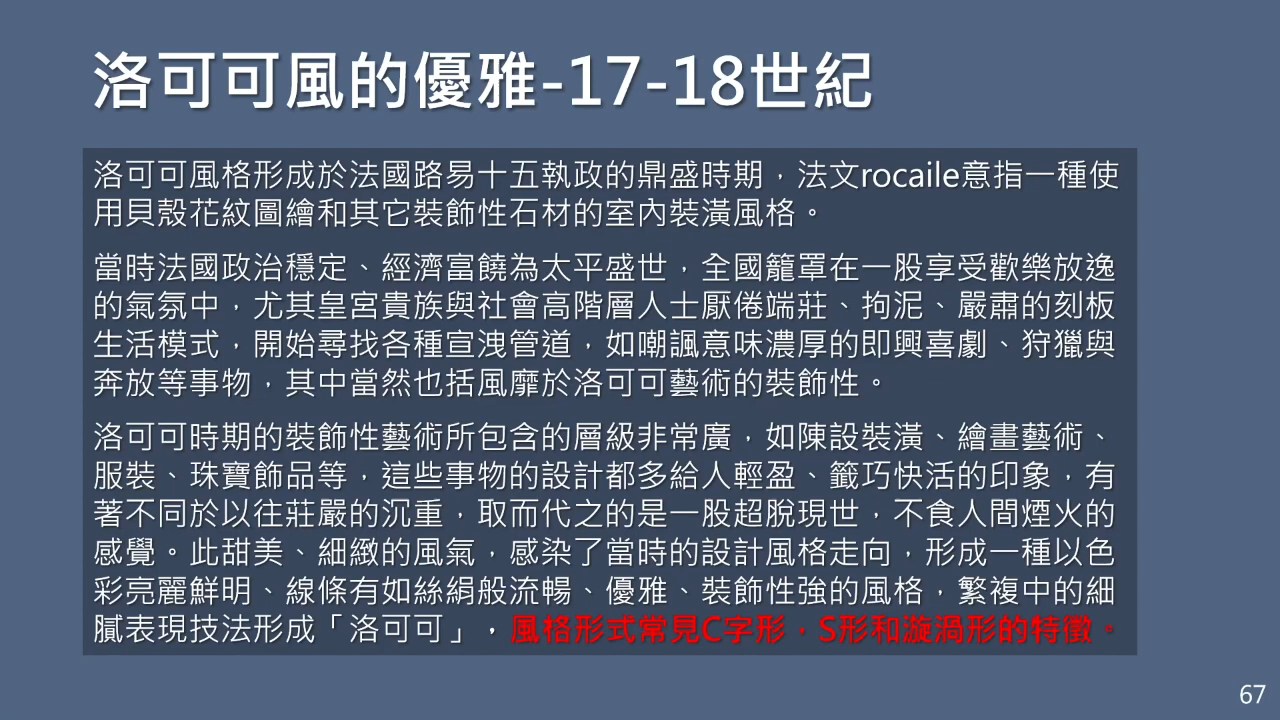 洛可可風的優雅-17-18世紀
洛可可風格形成於法國路易十五執政的鼎盛時期，法文rocaile意指一種使
用貝殼花紋圖繪和其它裝飾性石材的室內裝潢風格。
當時法國政治穩定、經濟富饒為太平盛世，全國籠罩在一股享受歡樂放逸
的氣氛中，尤其皇宮貴族與社會高階層人士厭倦端莊、拘泥、嚴肅的刻板
生活模式，開始尋找各種宣洩管道，如嘲諷意味濃厚的即興喜劇、狩獵與
奔放等事物，其中當然也括風靡於洛可可藝術的裝飾性。
洛可可時期的裝飾性藝術所包含的層級非常廣，如陳設裝潢、繪畫藝術、
服裝、珠寶飾品等，這些事物的設計都多給人輕盈、籤巧快活的印象，有
著不同於以往莊嚴的沉重，取而代之的是一股超脫現世，不食人間煙火的
感覺。此甜美、細緻的風氣，感染了當時的設計風格走向，形成一種以色
彩亮麗鮮明、線條有如絲絹般流暢、優雅、裝飾性強的風格，繁複中的細
膩表現技法形成「洛可可」，風格形式常見C字形，S形和漩渦形的特徵。
67